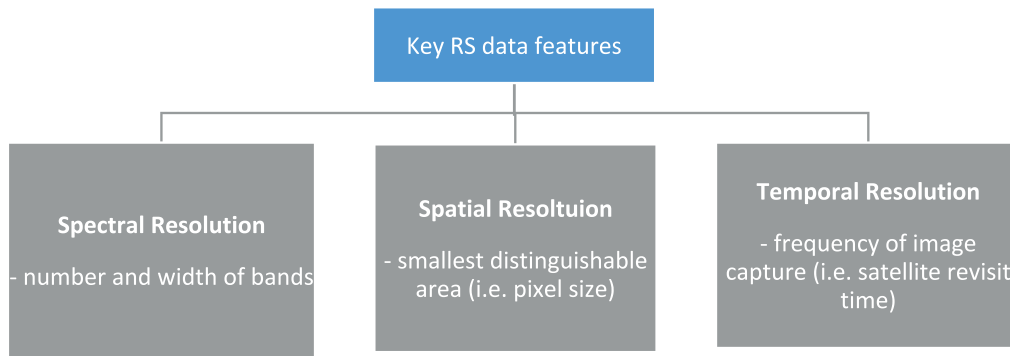 Key RS data features
Spectral Resolution
- number and width of bands
Spatial Resoltuion
- smallest distinguishable
area (i.e. pixel size)
Temporal Resolution
- frequency of image
capture (i.e. satellite revisit
time)